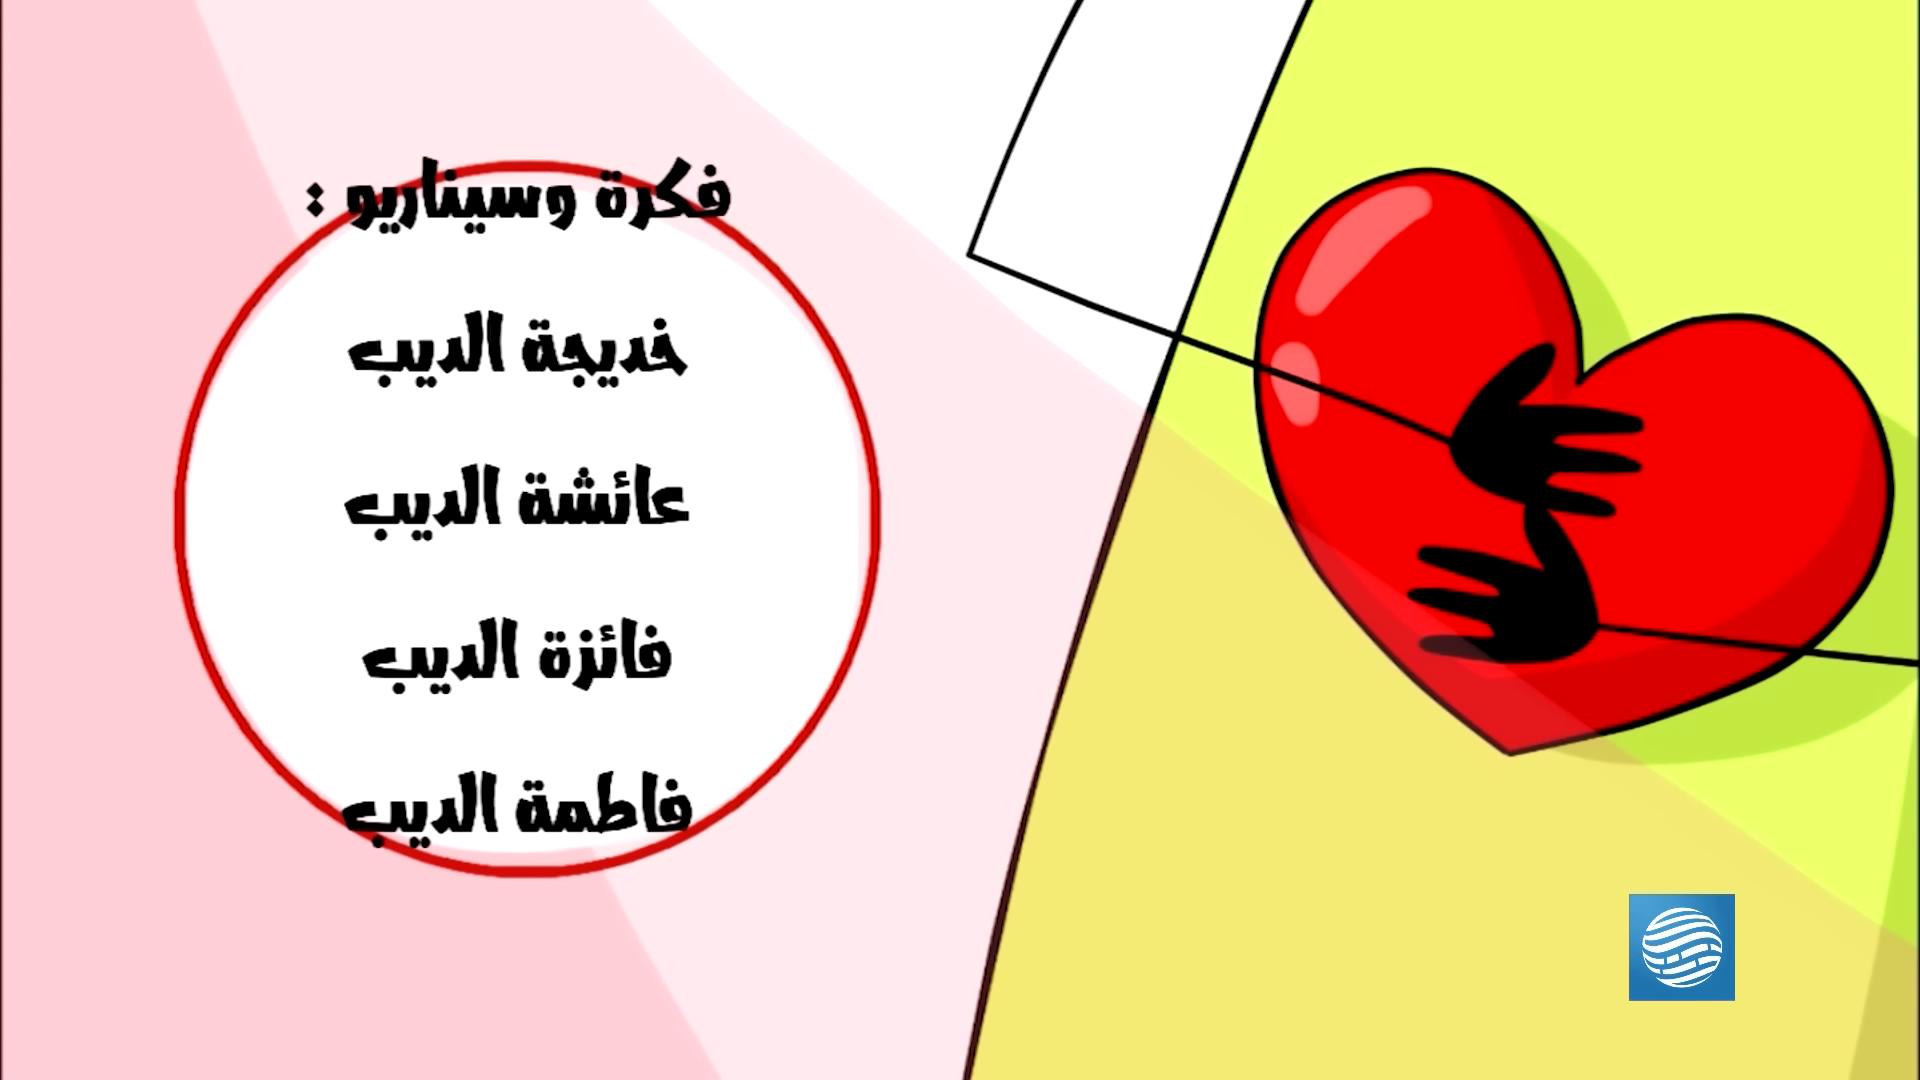 فكرة وسيناريو :
خديجة الديب
عائشة الديب
فائزة الديب
فاطمة الديب